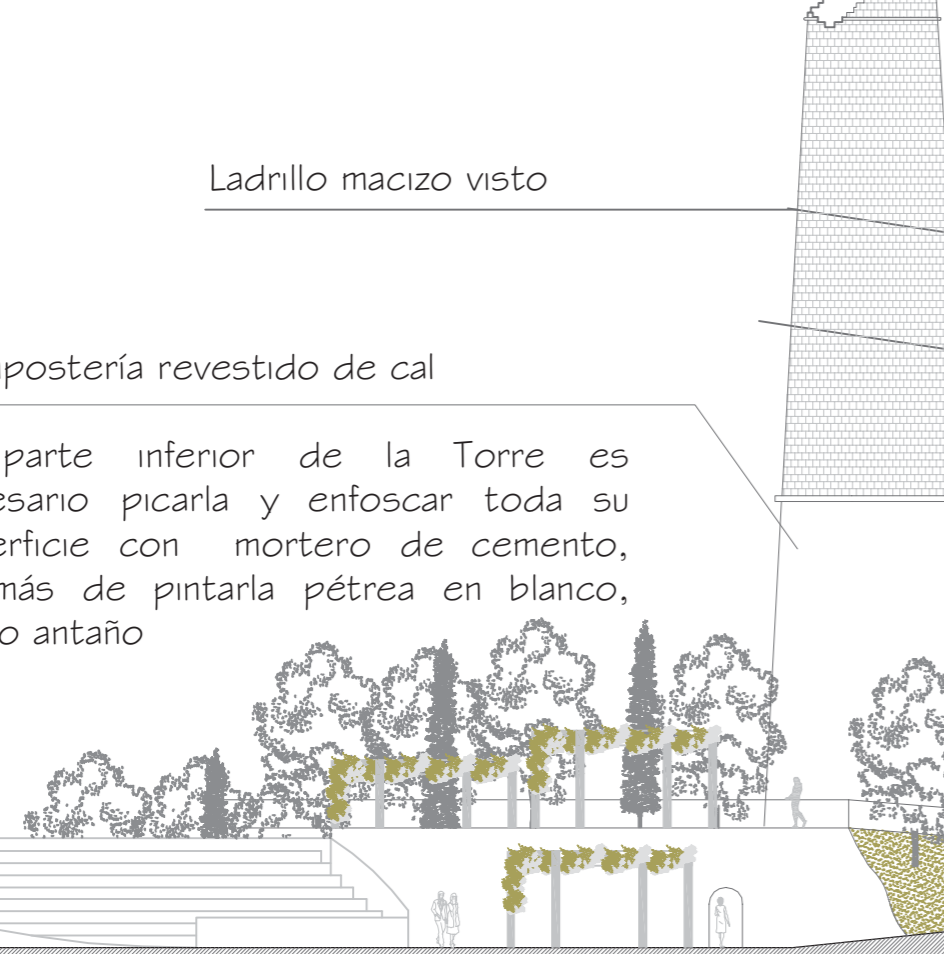 Ladrillo macizo visto
postería revestido de cal
parte inferior de la Torre es
esario picarla y enfoscar toda su
erficie con mortero de cemento,
más de pintarla pétrea en blanco,
o antaño